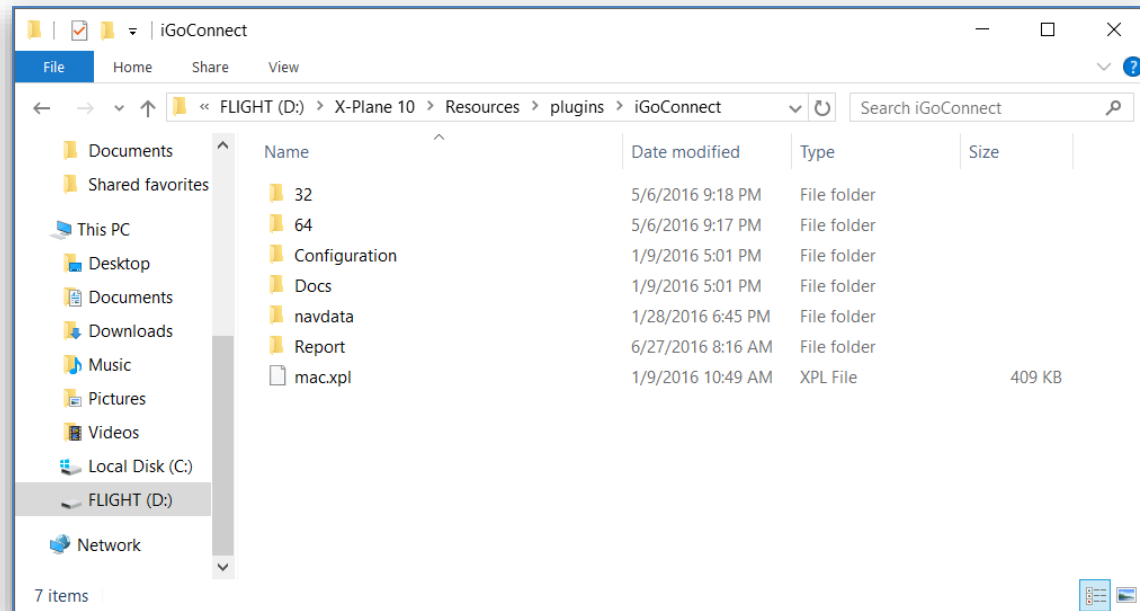 iGoConnect
File Home Share View
« FLIGHT (D:) > X-Plane 10 > Resources > plugins > iGoConnect Search iGoConnect
Documents
Shared favorites
This PC
Desktop
Documents
Downloads
Music
Pictures
Videos
Local Disk (C:)
FLIGHT (D:)
Network
Name Date modified Type Size
32 5/6/2016 9:18 PM File folder
64 5/6/2016 9:17 PM File folder
Configuration 1/9/2016 5:01 PM File folder
Docs 1/9/2016 5:01 PM File folder
navdata 1/28/2016 6:45 PM File folder
Report 6/27/2016 8:16 AM File folder
mac.xpl 1/9/2016 10:49 AM XPL File 409 KB
7 items